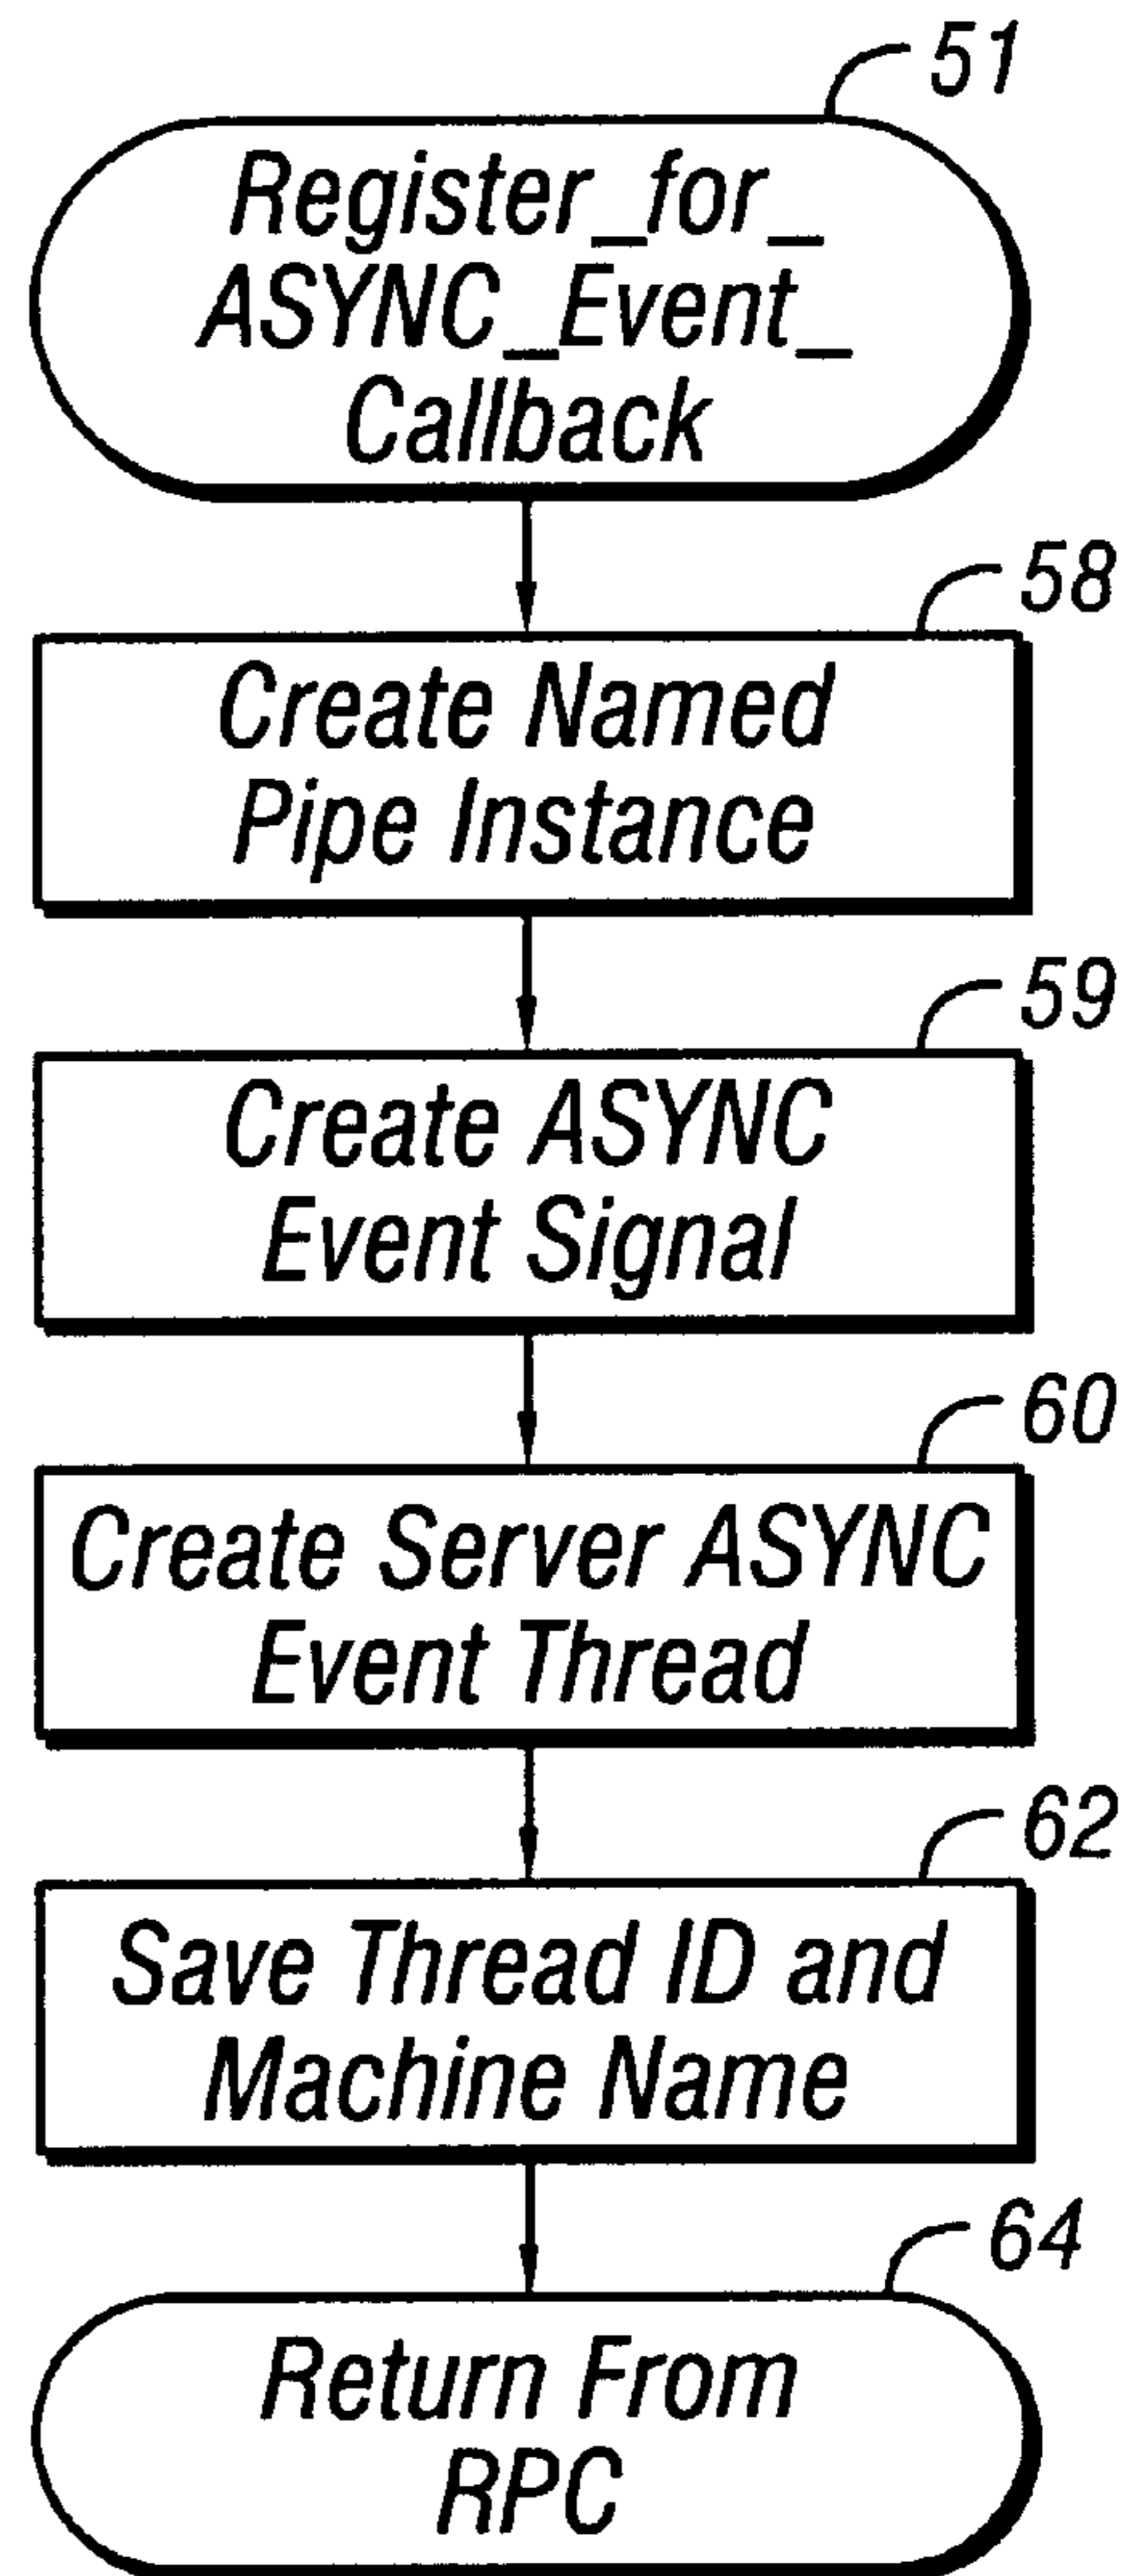 51
Register_for_
ASYNC_Event_
Callback
58
Create Named
Pipe Instance
59
Create ASYNC
Event Signal
60
Create Server ASYNC
Event Thread
62
Save Thread ID and
Machine Name
64
Return From
RPC